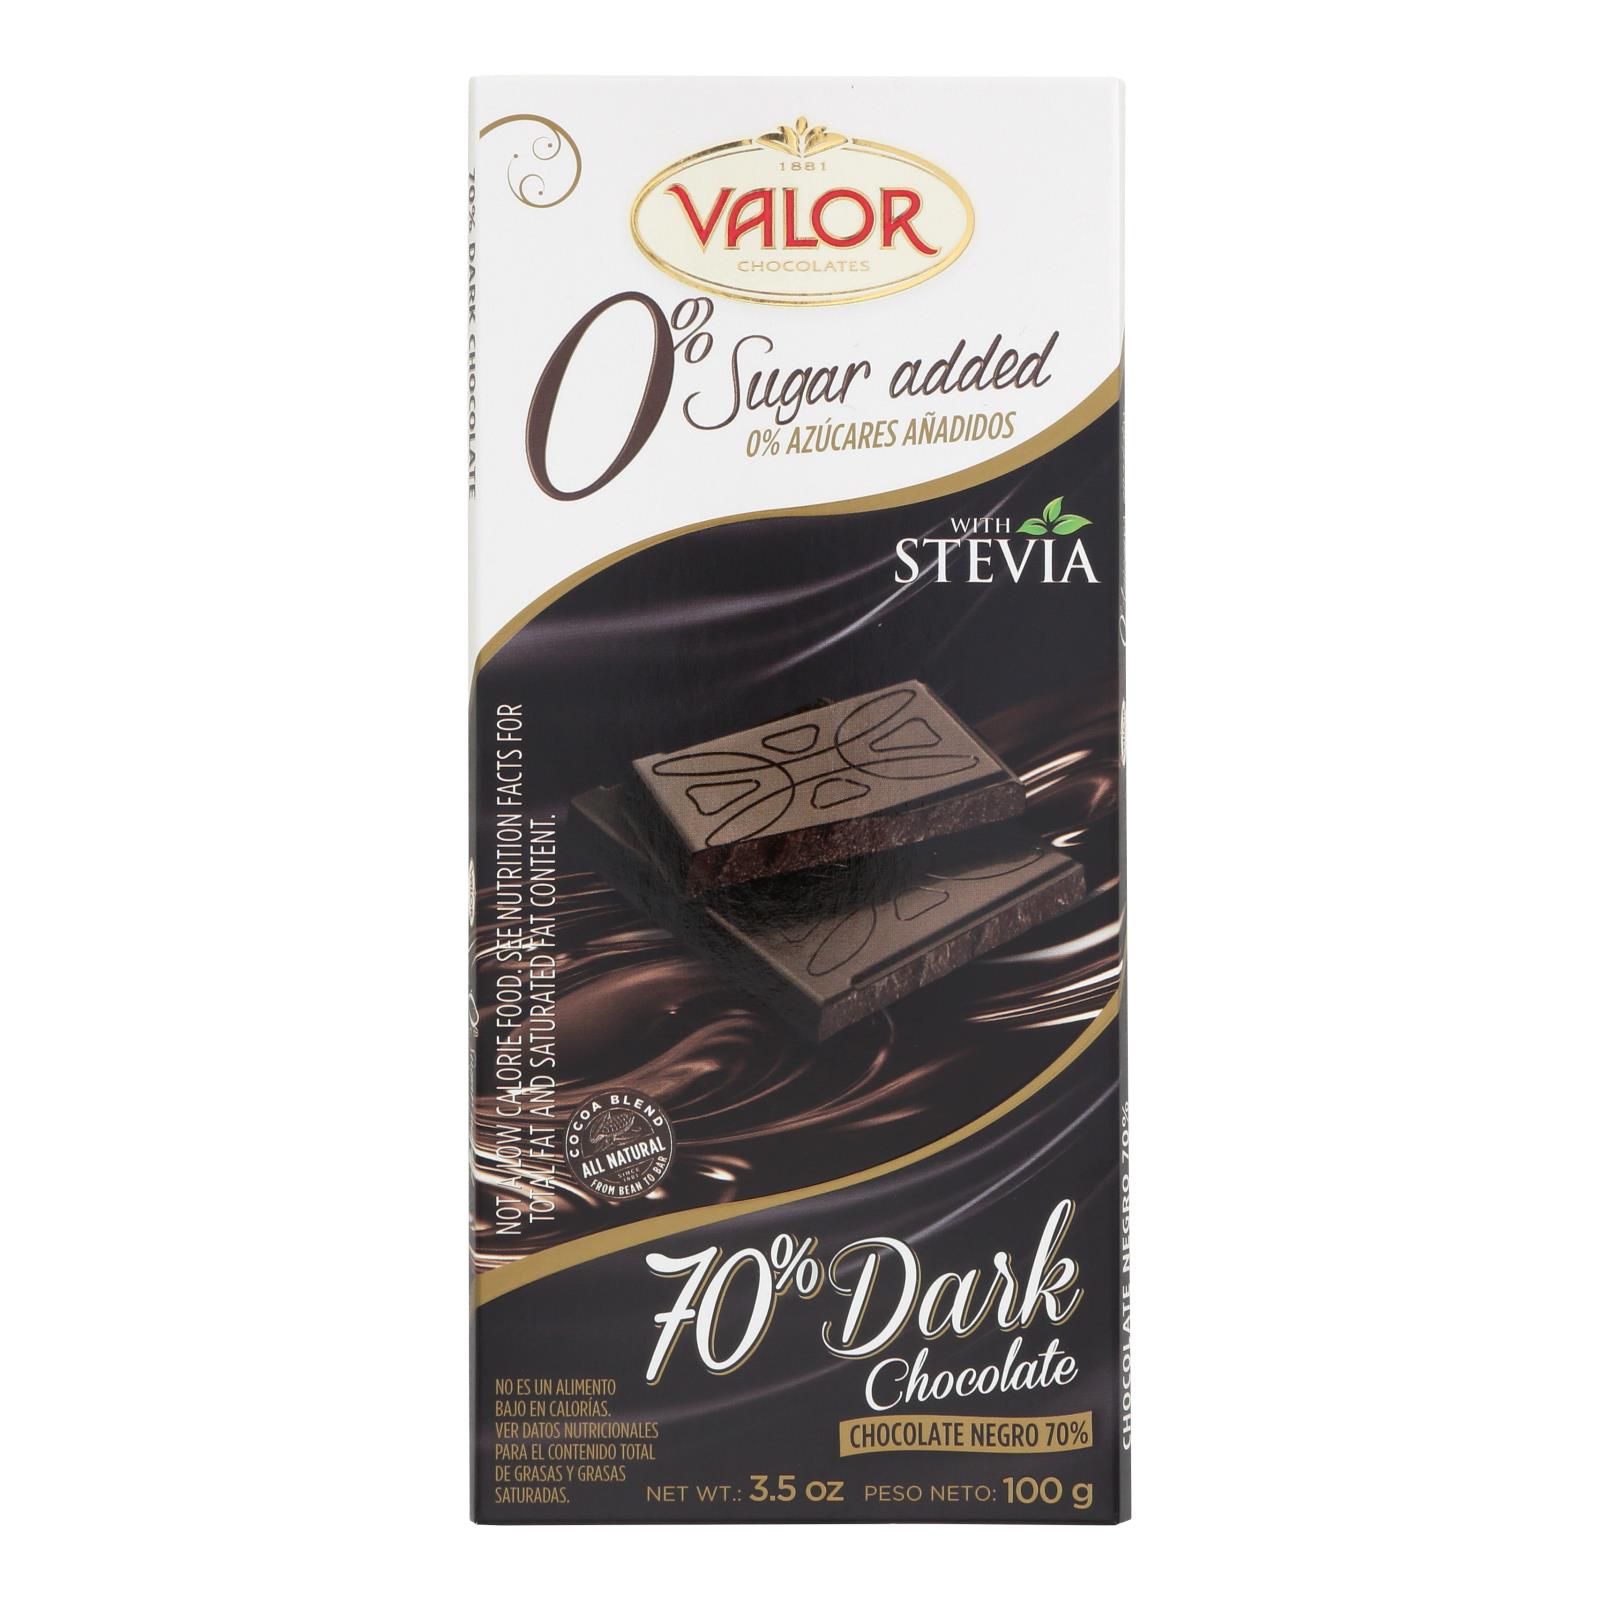 1881
VALOR
CHOCOLATES
0% Sugar added
0% AZÚCARES AÑADIDOS
WITH
STEVIA
70% DARK CHOCOLATE
NOT A LOW CALORIE FOOD. SEE NUTRITION FACTS FOR
TOTAL FAT AND SATURATED FAT CONTENT.
COCOA BLEND
ALL NATURAL
SINCE
1881
FROM BEAN TO BAR
70% Dark
Chocolate
CHOCOLATE NEGRO 70%
NO ES UN ALIMENTO
BAJO EN CALORÍAS.
VER DATOS NUTRICIONALES
PARA EL CONTENIDO TOTAL
DE GRASAS Y GRASAS
SATURADAS.
NET WT.: 3.5 oz PESO NETO: 100 g
CHOCOLATE NEGRO 70%